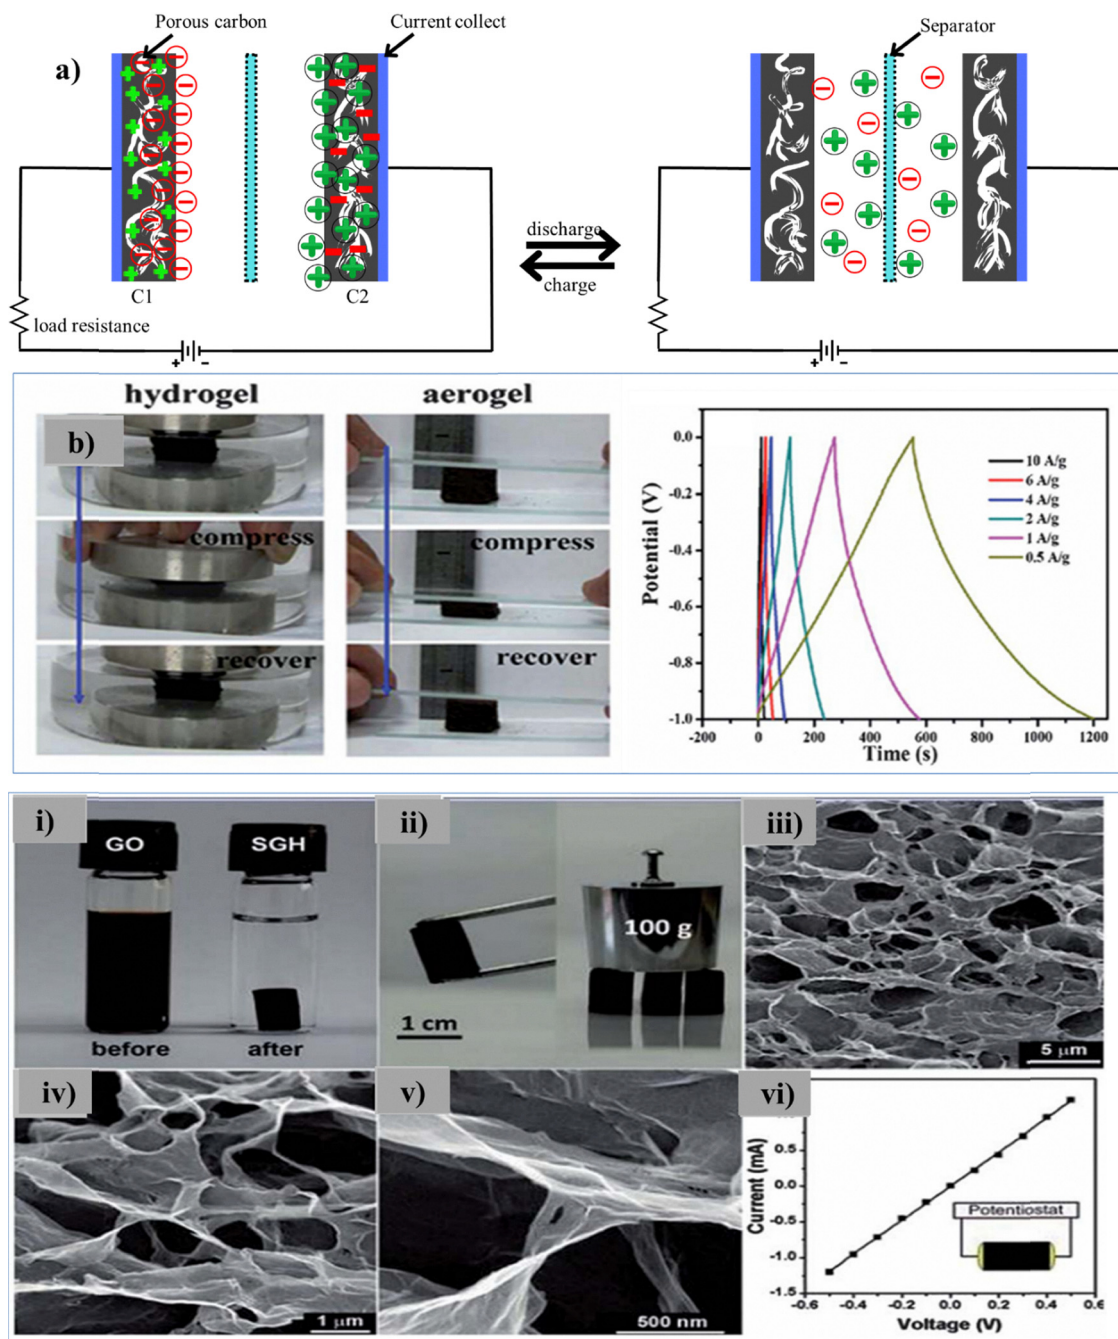 a)
Porous carbon
Current collect
Separator
C1
C2
discharge
charge
load resistance
+
-
+
-
b)
hydrogel
aerogel
compress
compress
recover
recover
Potential (V)
0.0
-0.2
-0.4
-0.6
-0.8
-1.0
10 A/g
6 A/g
4 A/g
2 A/g
1 A/g
0.5 A/g
-200
0
200
400
600
800
1000
1200
Time (s)
i)
GO
SGH
before
after
ii)
100 g
1 cm
iii)
5 μm
iv)
1 μm
v)
500 nm
vi)
Current (mA)
0.5
0.0
-0.5
-1.0
-1.5
Potentiostat
-0.6
-0.4
-0.2
0.0
0.2
0.4
0.6
Voltage (V)